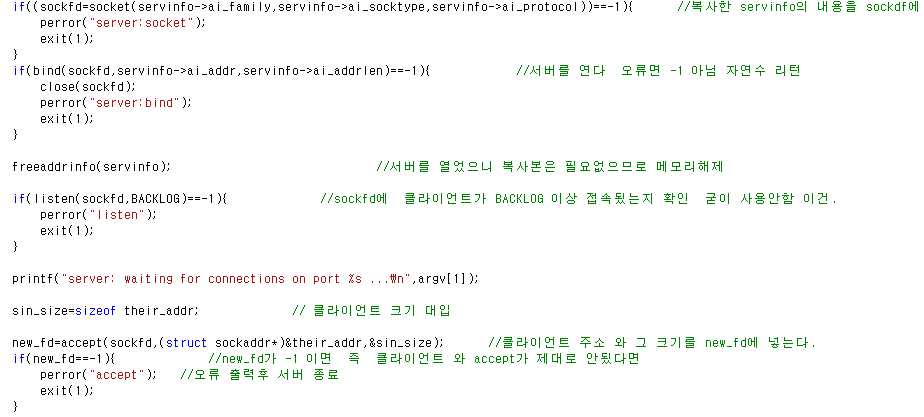 if((sockfd=socket(servinfo->ai_family,servinfo->ai_socktype,servinfo->ai_protocol))==-1){ //복사한 servinfo의 내용을 sockdf에
perror("server:socket");
exit(1);
}
if(bind(sockfd,servinfo->ai_addr,servinfo->ai_addrlen)==-1){ //서버를 연다 오류면 -1 아님 자연수 리턴
close(sockfd);
perror("server:bind");
exit(1);
}
freeaddrinfo(servinfo); //서버를 열었으니 복사본은 필요없으므로 메모리해제
if(listen(sockfd,BACKLOG)==-1){ //sockfd에 클라이언트가 BACKLOG 이상 접속됬는지 확인 굳이 사용안함 이건.
perror("listen");
exit(1);
}
printf("server: waiting for connections on port %s ...₩n",argv[1]);
sin_size=sizeof their_addr; // 클라이언트 크기 대입
new_fd=accept(sockfd,(struct sockaddr*)&their_addr,&sin_size); //클라이언트 주소 와 그 크기를 new_fd에 넣는다.
if(new_fd==-1){ //new_fd가 -1 이면 즉 클라이언트 와 accept가 제대로 안됬다면
perror("accept"); //오류 출력후 서버 종료
exit(1);
}